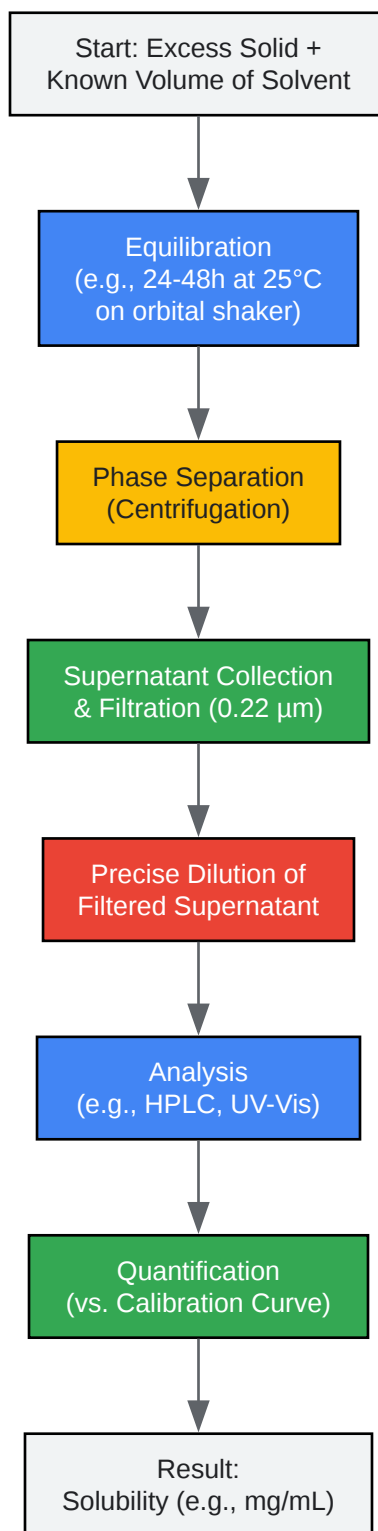 Start: Excess Solid +
Known Volume of Solvent
Equilibration
(e.g., 24-48h at 25°C
on orbital shaker)
Phase Separation
(Centrifugation)
Supernatant Collection
& Filtration (0.22 µm)
Precise Dilution of
Filtered Supernatant
Analysis
(e.g., HPLC, UV-Vis)
Quantification
(vs. Calibration Curve)
Result:
Solubility (e.g., mg/mL)